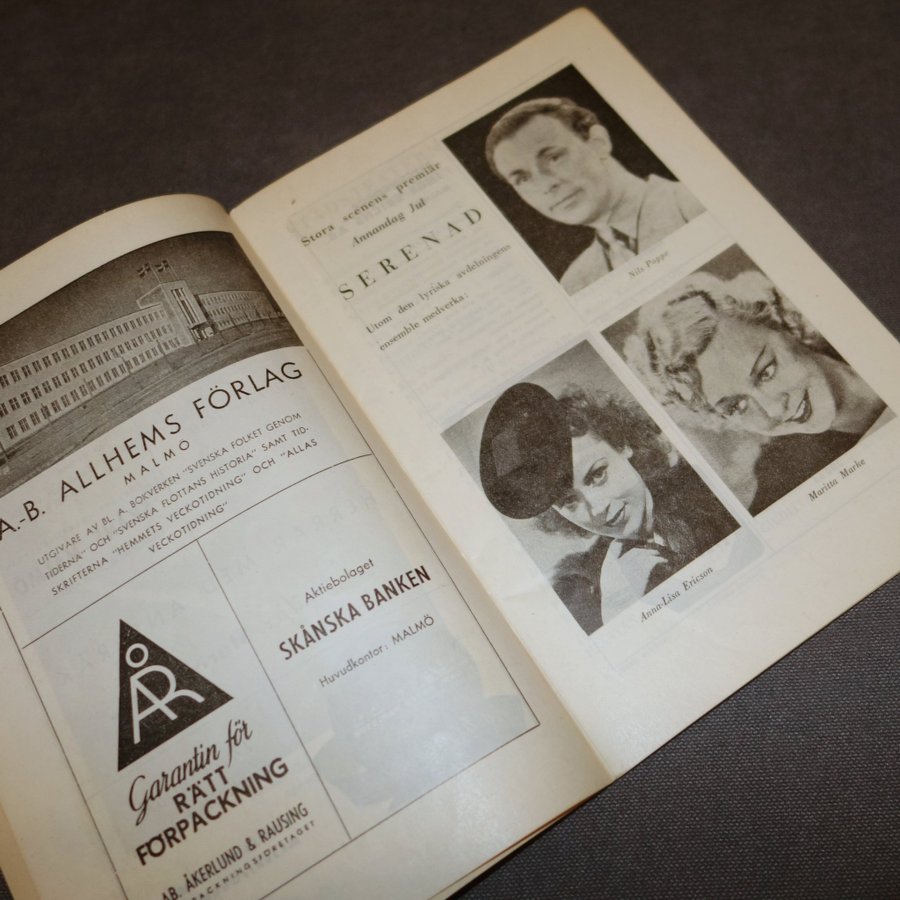 A.-B. ALLHEMS FÖRLAG
MALMÖ
UTGIVARE AV BL. A. BOKVERKEN "SVENSKA FOLKET GENOM
TIDERNA" OCH "SVENSKA FLOTTANS HISTORIA" SAMT TID-
SKRIFTERNA "HEMMETS VECKOTIDNING" OCH "ALLAS
VECKOTIDNING"
ÅR
Garantin för
RÄTT
FÖRPACKNING
AB. ÅKERLUND & RAUSING
Aktiebolaget
SKÅNSKA BANKEN
Huvudkontor: MALMÖ
Stora scenens premiär
Annandag Jul
SERENAD
Utom den lyriska avdelningens
ensemble medverka:
Nils Poppe
Maritta Marke
Anna-Lisa Ericson